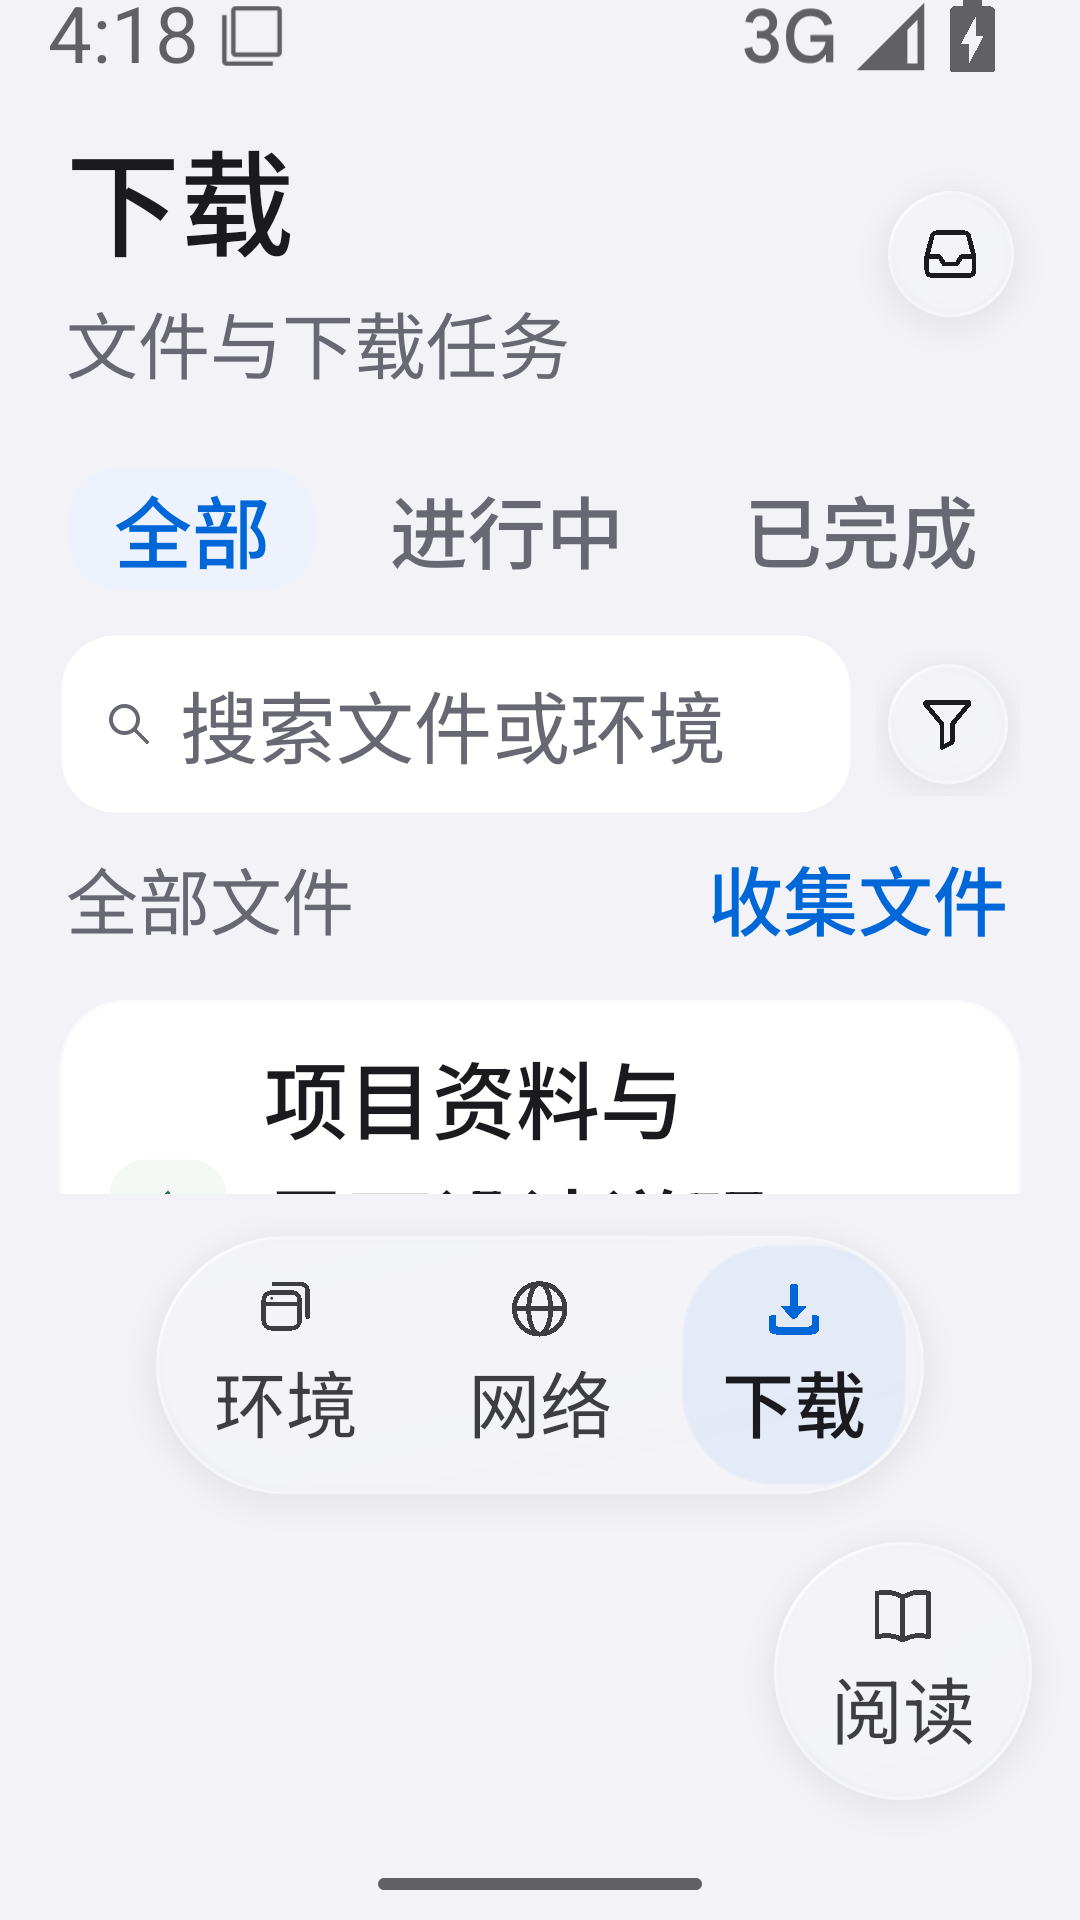 4:18
3G
下载
文件与下载任务
全部 进行中 已完成
搜索文件或环境
全部文件 收集文件
项目资料与
环境 网络 下载
阅读